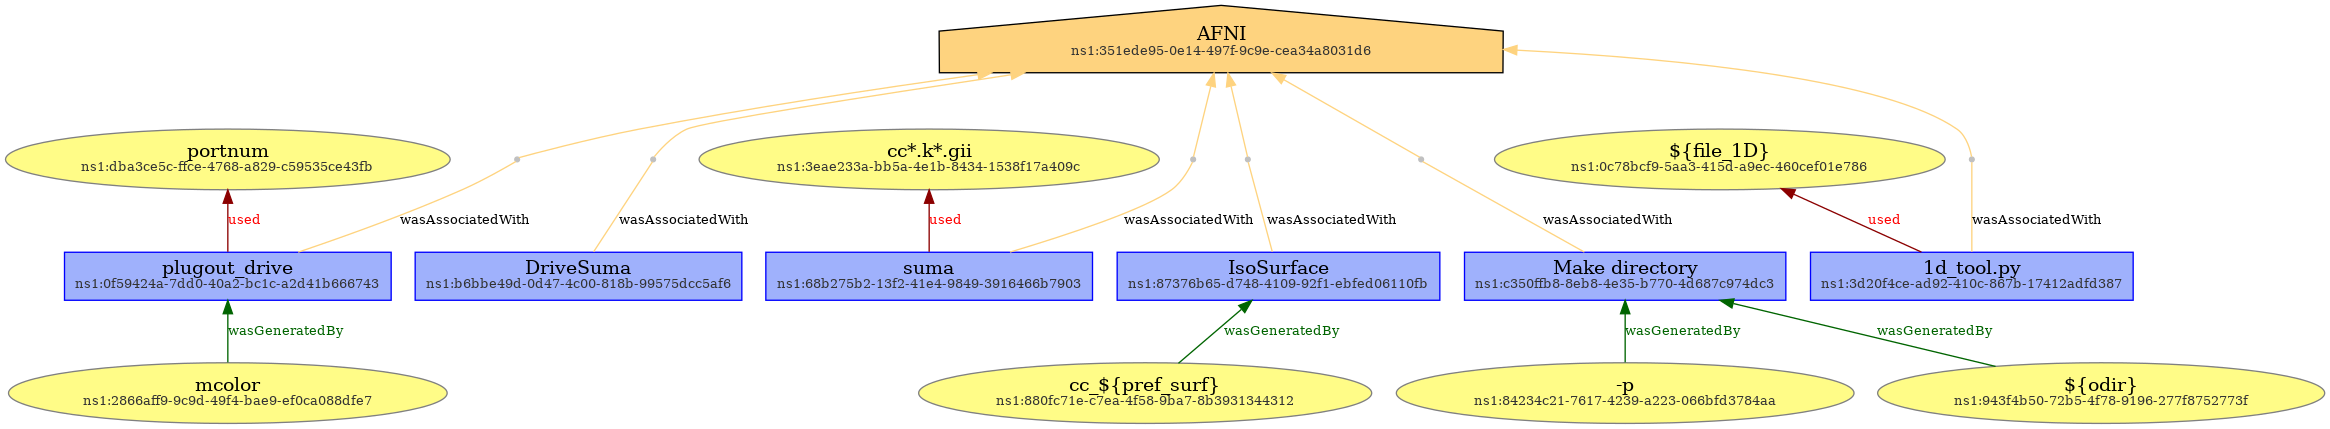 AFNI
ns1:351ede95-0e14-497f-9c9e-cea34a8031d6
portnum
ns1:dba3ce5c-ffce-4768-a829-c59535ce43fb
cc*.k*.gii
ns1:3eae233a-bb5a-4e1b-8434-1538f17a409c
${file_1D}
ns1:0c78bcf9-5aa3-415d-a9ec-460cef01e786
used
wasAssociatedWith
wasAssociatedWith
used
wasAssociatedWith
wasAssociatedWith
wasAssociatedWith
used
wasAssociatedWith
plugout_drive
ns1:0f59424a-7dd0-40a2-bc1c-a2d41b666743
DriveSuma
ns1:b6bbe49d-0d47-4c00-818b-99575dcc5af6
suma
ns1:68b275b2-13f2-41e4-9849-3916466b7903
IsoSurface
ns1:87376b65-d748-4109-92f1-ebfed06110fb
Make directory
ns1:c350ffb8-8eb8-4e35-b770-4d687c974dc3
1d_tool.py
ns1:3d20f4ce-ad92-410c-867b-17412adfd387
wasGeneratedBy
wasGeneratedBy
wasGeneratedBy
wasGeneratedBy
mcolor
ns1:2866aff9-9c9d-49f4-bae9-ef0ca088dfe7
cc_${pref_surf}
ns1:880fc71e-c7ea-4f58-9ba7-8b3931344312
-p
ns1:84234c21-7617-4239-a223-066bfd3784aa
${odir}
ns1:943f4b50-72b5-4f78-9196-277f8752773f